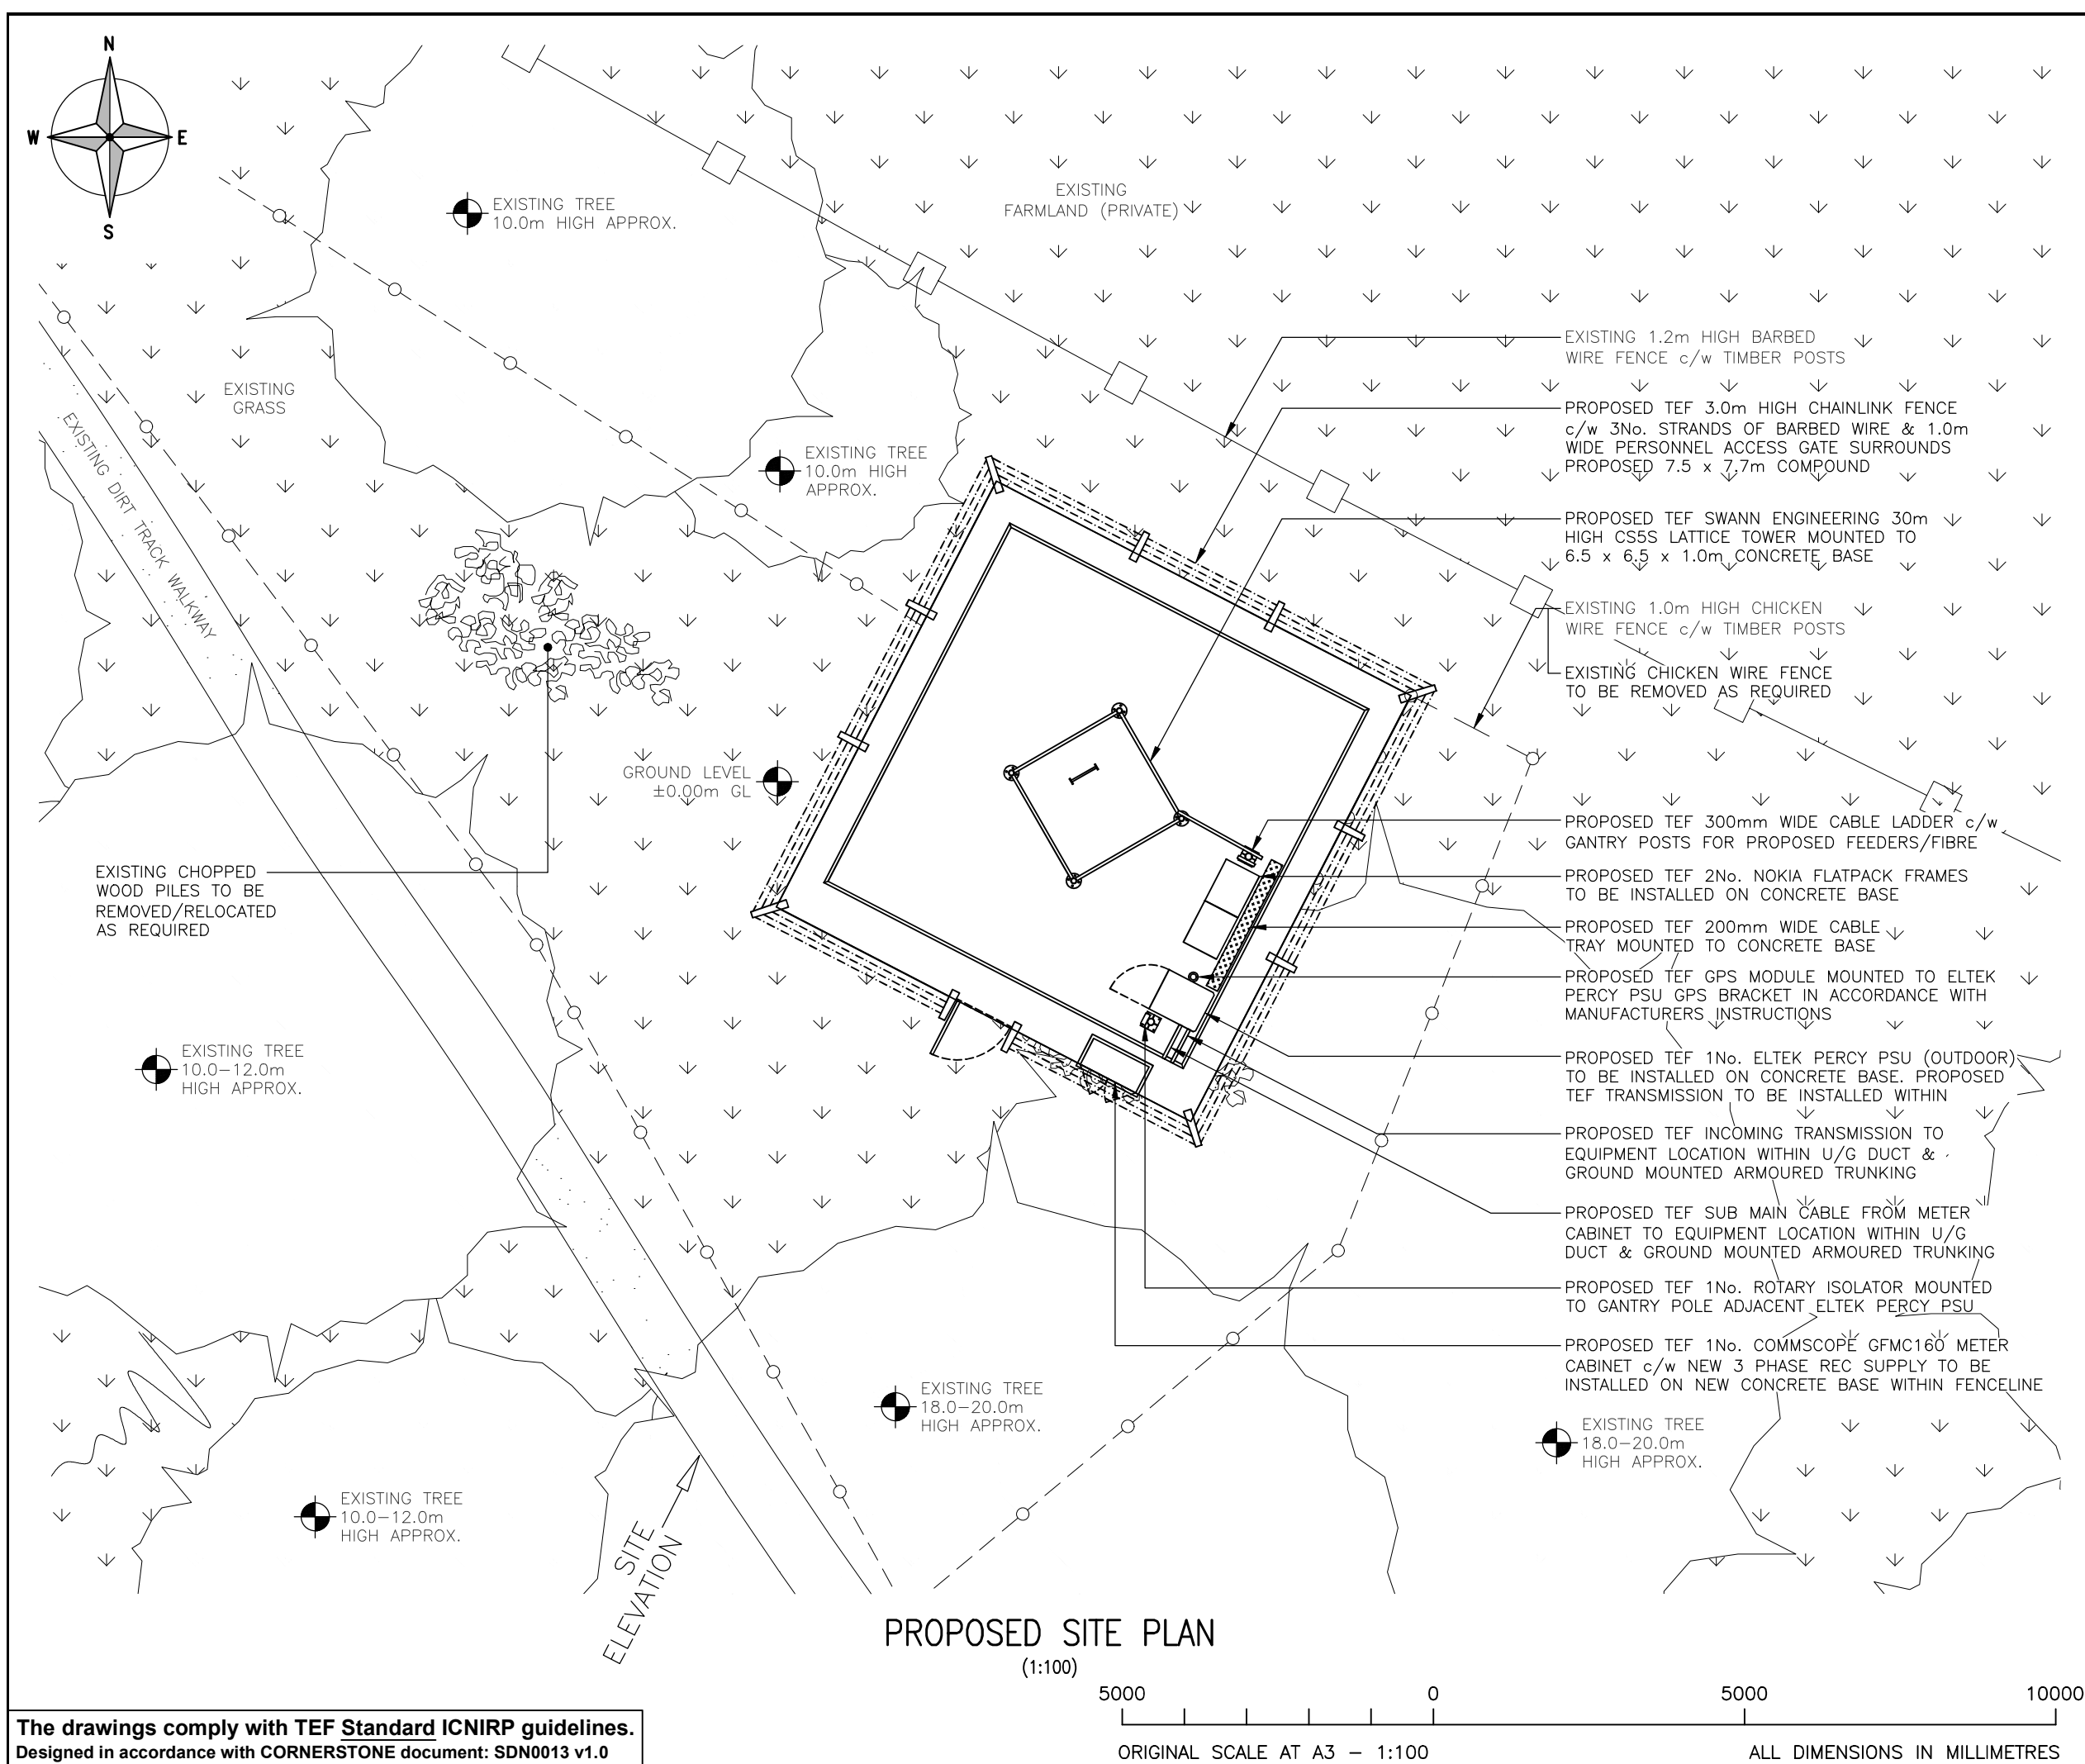 N
W
E
S
EXISTING TREE
10.0m HIGH APPROX.
EXISTING
FARMLAND (PRIVATE)
EXISTING
GRASS
EXISTING DIRT TRACK WALKWAY
EXISTING TREE
10.0m HIGH
APPROX.
EXISTING 1.2m HIGH BARBED
WIRE FENCE c/w TIMBER POSTS
PROPOSED TEF 3.0m HIGH CHAINLINK FENCE
c/w 3No. STRANDS OF BARBED WIRE & 1.0m
WIDE PERSONNEL ACCESS GATE SURROUNDS
PROPOSED 7.5 x 7.7m COMPOUND
PROPOSED TEF SWANN ENGINEERING 30m
HIGH CS5S LATTICE TOWER MOUNTED TO
6.5 x 6.5 x 1.0m CONCRETE BASE
EXISTING 1.0m HIGH CHICKEN
WIRE FENCE c/w TIMBER POSTS
EXISTING CHICKEN WIRE FENCE
TO BE REMOVED AS REQUIRED
GROUND LEVEL
±0.00m GL
EXISTING CHOPPED
WOOD PILES TO BE
REMOVED/RELOCATED
AS REQUIRED
PROPOSED TEF 300mm WIDE CABLE LADDER c/w
GANTRY POSTS FOR PROPOSED FEEDERS/FIBRE
PROPOSED TEF 2No. NOKIA FLATPACK FRAMES
TO BE INSTALLED ON CONCRETE BASE
PROPOSED TEF 200mm WIDE CABLE
TRAY MOUNTED TO CONCRETE BASE
PROPOSED TEF GPS MODULE MOUNTED TO ELTEK
PERCY PSU GPS BRACKET IN ACCORDANCE WITH
MANUFACTURERS INSTRUCTIONS
PROPOSED TEF 1No. ELTEK PERCY PSU (OUTDOOR)
TO BE INSTALLED ON CONCRETE BASE. PROPOSED
TEF TRANSMISSION TO BE INSTALLED WITHIN
PROPOSED TEF INCOMING TRANSMISSION TO
EQUIPMENT LOCATION WITHIN U/G DUCT &
GROUND MOUNTED ARMOURED TRUNKING
PROPOSED TEF SUB MAIN CABLE FROM METER
CABINET TO EQUIPMENT LOCATION WITHIN U/G
DUCT & GROUND MOUNTED ARMOURED TRUNKING
PROPOSED TEF 1No. ROTARY ISOLATOR MOUNTED
TO GANTRY POLE ADJACENT ELTEK PERCY PSU
PROPOSED TEF 1No. COMMSCOPE GFMC160 METER
CABINET c/w NEW 3 PHASE REC SUPPLY TO BE
INSTALLED ON NEW CONCRETE BASE WITHIN FENCELINE
EXISTING TREE
10.0-12.0m
HIGH APPROX.
EXISTING TREE
18.0-20.0m
HIGH APPROX.
EXISTING TREE
18.0-20.0m
HIGH APPROX.
EXISTING TREE
10.0-12.0m
HIGH APPROX.
SITE
ELEVATION
PROPOSED SITE PLAN
(1:100)
5000
0
5000
10000
ORIGINAL SCALE AT A3 - 1:100
ALL DIMENSIONS IN MILLIMETRES
The drawings comply with TEF Standard ICNIRP guidelines.
Designed in accordance with CORNERSTONE document: SDN0013 v1.0